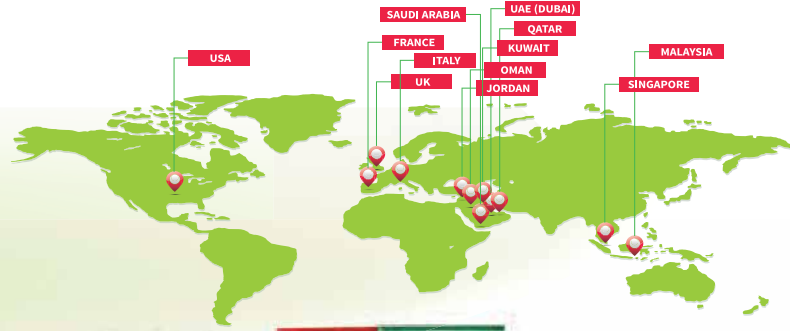 UAE (DUBAI)
SAUDI ARABIA
QATAR
FRANCE
KUWAIT
USA
MALAYSIA
ITALY
OMAN
UK
SINGAPORE
JORDAN